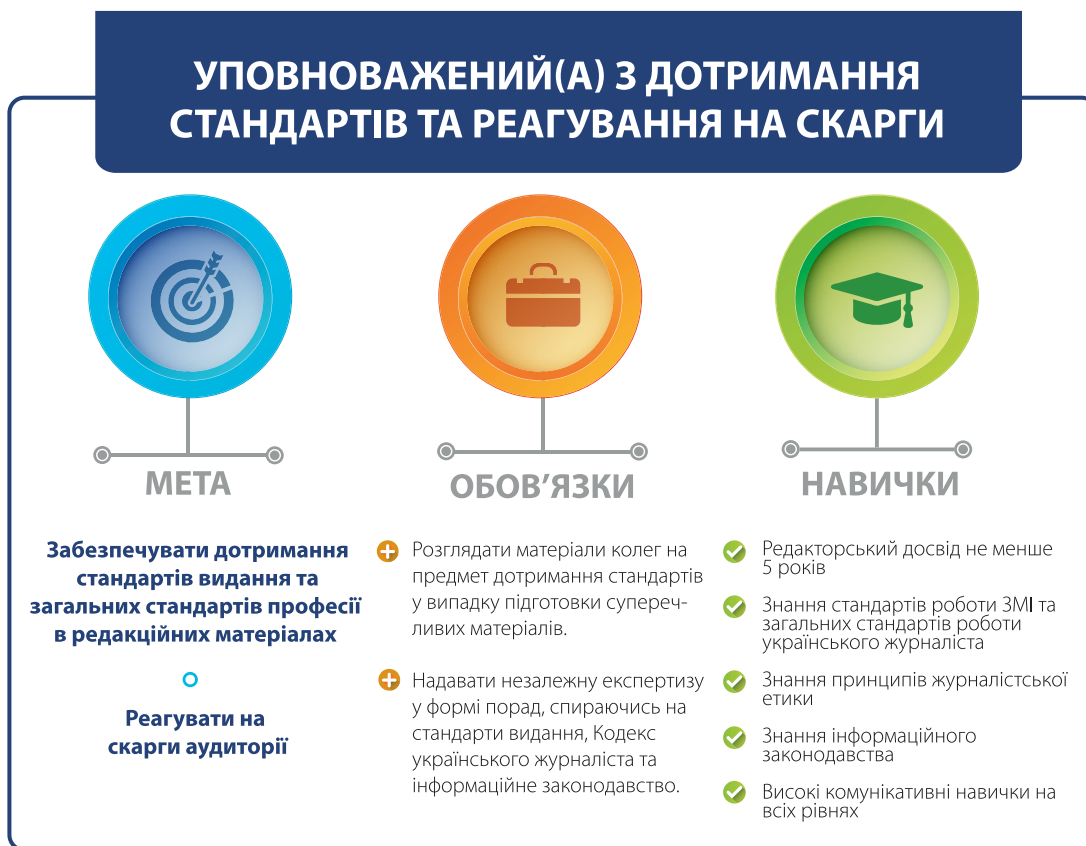 УПОВНОВАЖЕНИЙ(А) З ДОТРИМАННЯ
СТАНДАРТІВ ТА РЕАГУВАННЯ НА СКАРГИ
МЕТА
Забезпечувати дотримання
стандартів видання та
загальних стандартів професії
в редакційних матеріалах
Реагувати на
скарги аудиторії
ОБОВ’ЯЗКИ
Розглядати матеріали колег на
предмет дотримання стандартів
у випадку підготовки супереч-
ливих матеріалів.
Надавати незалежну експертизу
у формі порад, спираючись на
стандарти видання, Кодекс
українського журналіста та
інформаційне законодавство.
НАВИЧКИ
Редакторський досвід не менше
5 років
Знання стандартів роботи ЗМІ та
загальних стандартів роботи
українського журналіста
Знання принципів журналістської
етики
Знання інформаційного
законодавства
Високі комунікативні навички на
всіх рівнях